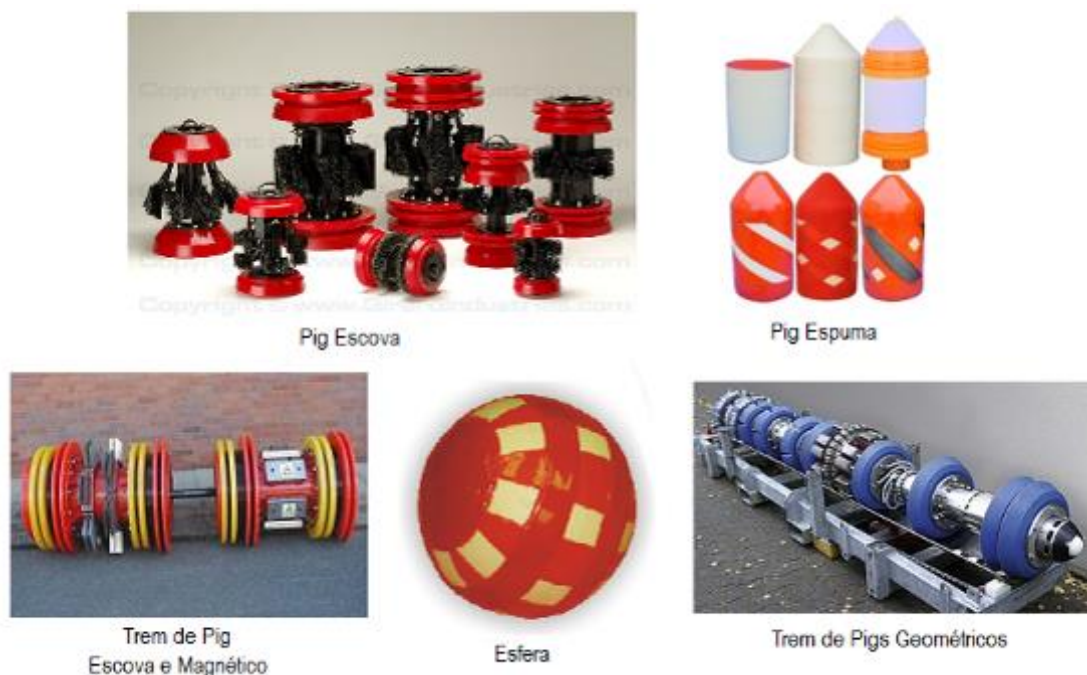 Pig Escova
Pig Espuma
Trem de Pig
Escova e Magnético
Esfera
Trem de Pigs Geométricos